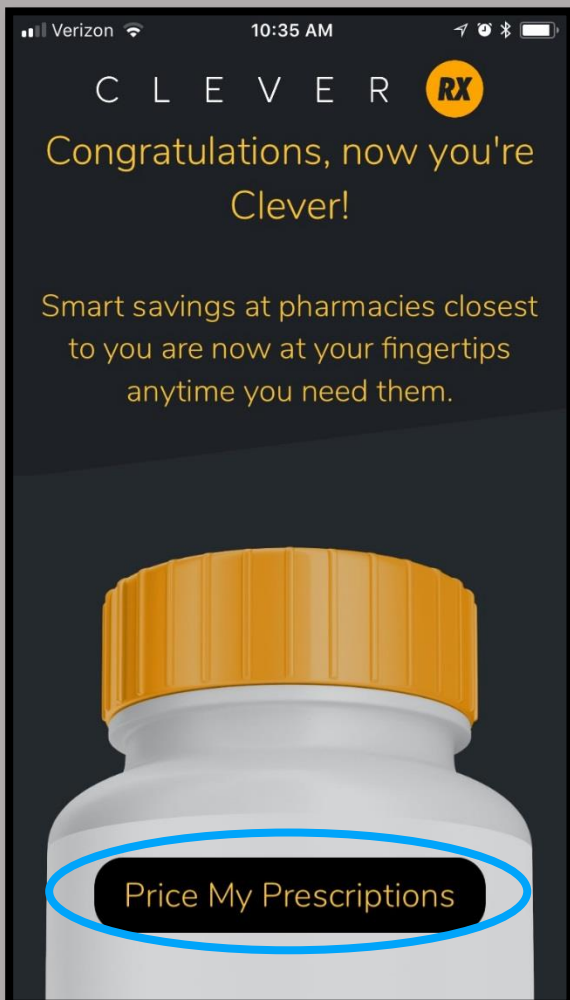 Verizon 10:35 AM
CLEVER RX
Congratulations, now you're
Clever!
Smart savings at pharmacies closest
to you are now at your fingertips
anytime you need them.
Price My Prescriptions